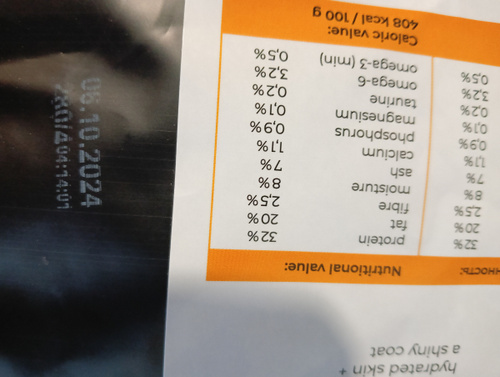 hydrated skin +
a shiny coat
Nutritional value:
protein 32%
fat 20%
fibre 2,5%
moisture 8%
ash 7%
calcium 1,1%
phosphorus 0,9%
magnesium 0,1%
taurine 0,2%
omega-6 3,2%
omega-3 (min) 0,5%
Caloric value:
408 kcal / 100 g
ННОСТЬ:
32%
20%
2,5%
8%
7%
1,1%
0,9%
0,1%
0,2%
3,2%
0,5%
06.10.2024